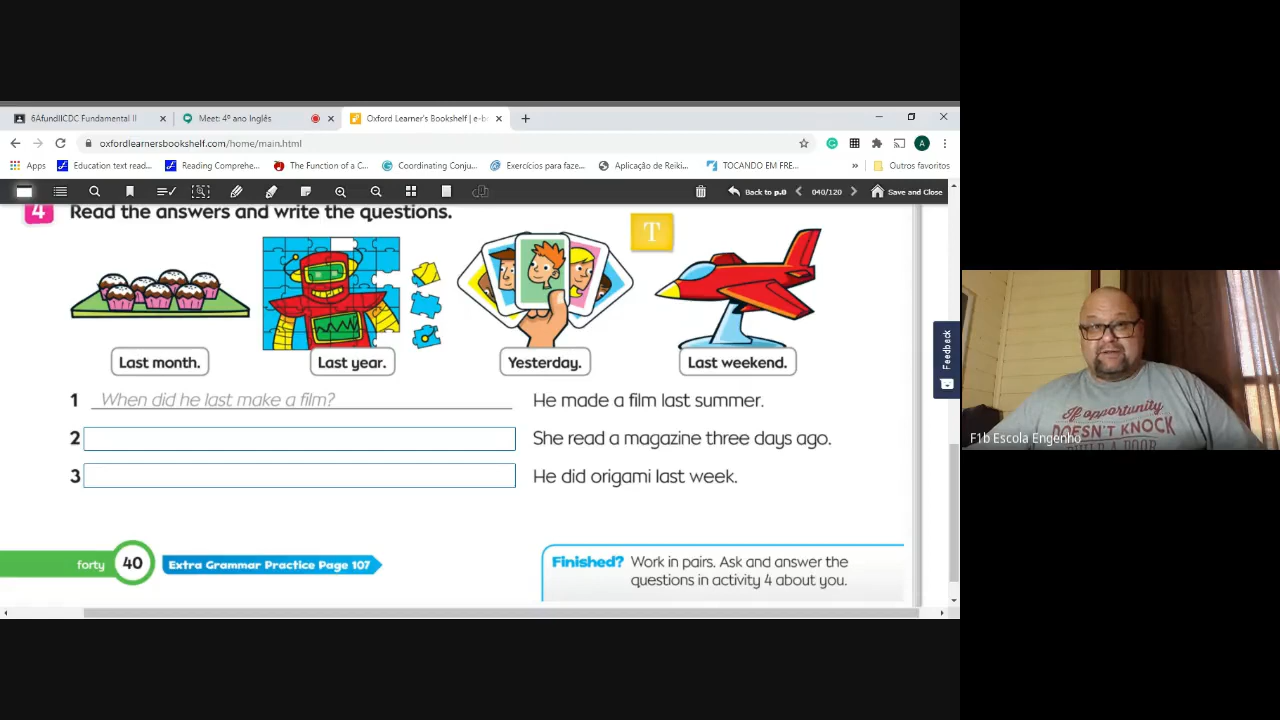 6AfundIICDC Fundamental II
Meet: 4º ano Inglês
Oxford Learner's Bookshelf | e-b
oxfordlearnersbookshelf.com/home/main.html
A
Apps
Education text read...
Reading Comprehe...
The Function of a C...
Coordinating Conju...
Exercícios para faze...
Aplicação de Reiki...
TOCANDO EM FRE...
»
Outros favoritos
Back to p.0
040/120
Save and Close
4 Read the answers and write the questions.
T
Last month.
Last year.
Yesterday.
Last weekend.
1 When did he last make a film? He made a film last summer.
2 She read a magazine three days ago.
3 He did origami last week.
forty 40 Extra Grammar Practice Page 107
Finished? Work in pairs. Ask and answer the
questions in activity 4 about you.
Feedback
If opportunity
DOESN'T KNOCK
BUILD A DOOR
F1b Escola Engenho